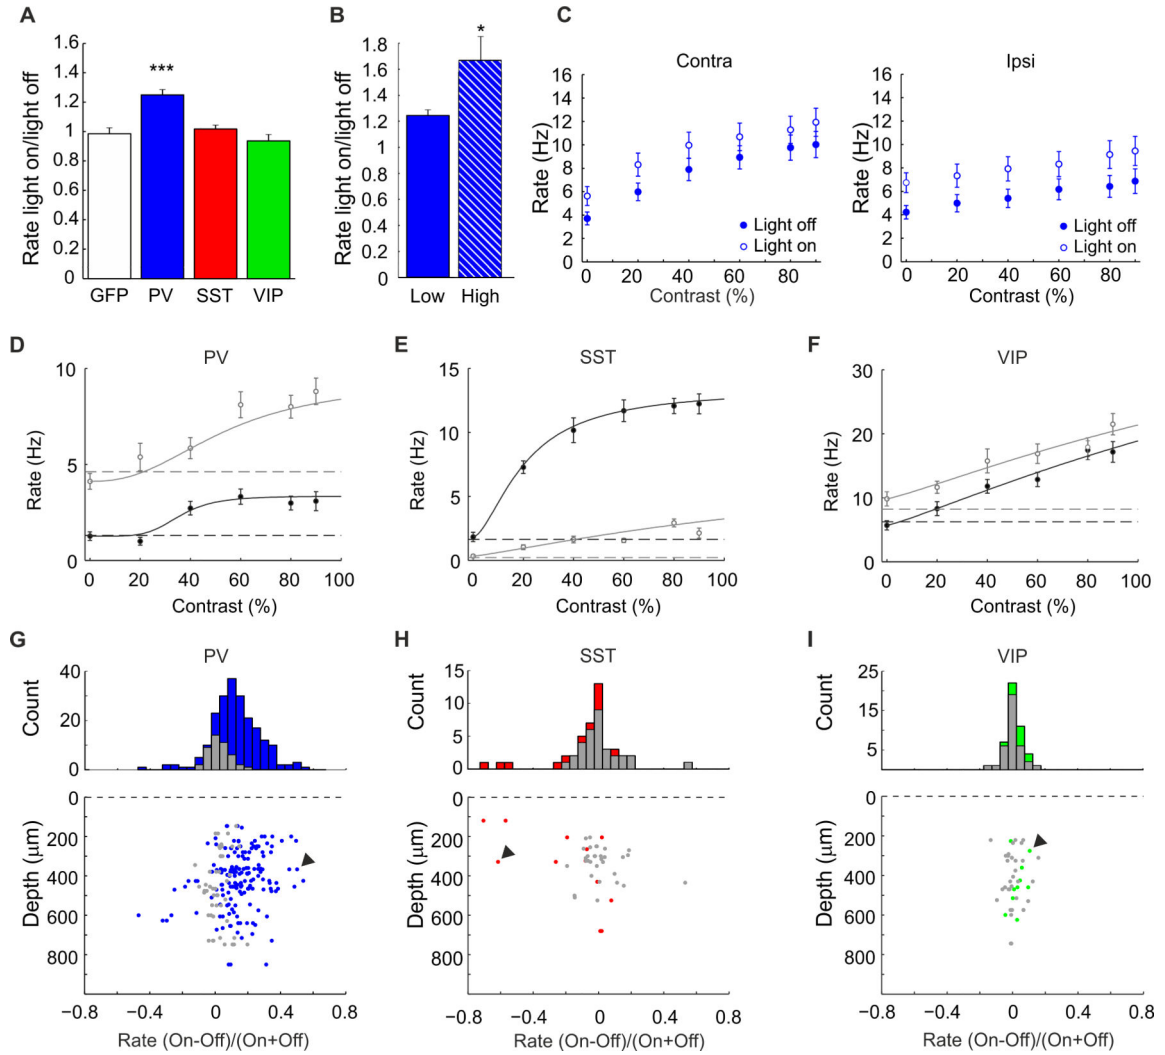 A
Rate light on/light off
1.6
1.4
1.2
1
0.8
0.6
0.4
0.2
0
***
GFP PV SST VIP
B
Rate light on/light off
1.8
1.6
1.4
1.2
1
0.8
0.6
0.4
0.2
0
*
Low High
C
Contra
Rate (Hz)
16
14
12
10
8
6
4
2
0
Light off
Light on
0 20 40 60 80
Contrast (%)
Ipsi
Rate (Hz)
16
14
12
10
8
6
4
2
0
Light off
Light on
0 20 40 60 80
Contrast (%)
D
PV
Rate (Hz)
10
5
0
0 20 40 60 80 100
Contrast (%)
E
SST
Rate (Hz)
15
10
5
0
0 20 40 60 80 100
Contrast (%)
F
VIP
Rate (Hz)
30
20
10
0
0 20 40 60 80 100
Contrast (%)
G
PV
Count
40
20
0
Depth (μm)
0
200
400
600
800
−0.8 −0.4 0 0.4 0.8
Rate (On-Off)/(On+Off)
H
SST
Count
15
10
5
0
Depth (μm)
0
200
400
600
800
−0.8 −0.4 0 0.4 0.8
Rate (On-Off)/(On+Off)
I
VIP
Count
25
15
5
Depth (μm)
0
200
400
600
800
−0.8 −0.4 0 0.4 0.8
Rate (On-Off)/(On+Off)